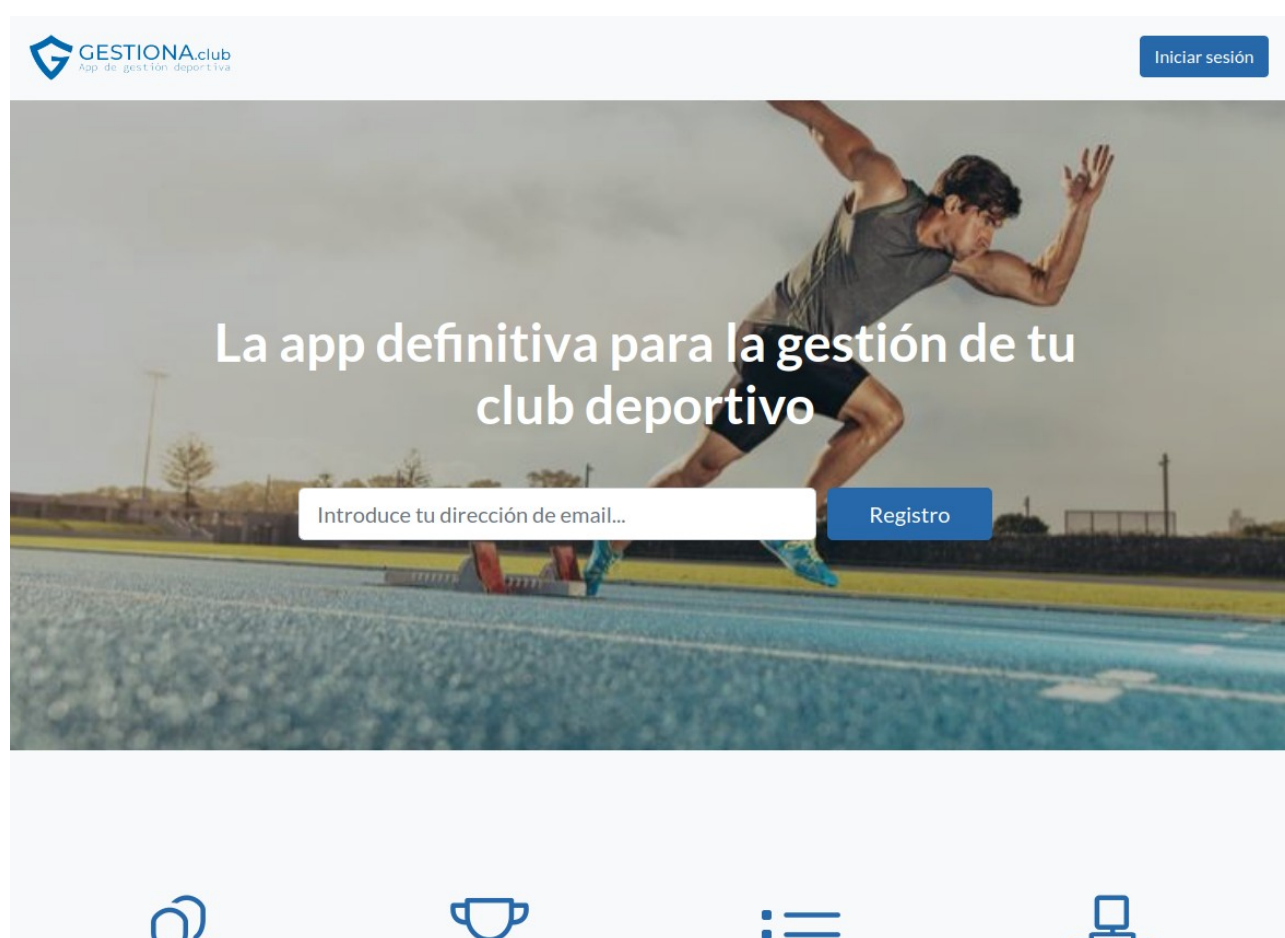 GESTIONA.club
App de gestión deportiva
Iniciar sesión
La app definitiva para la gestión de tu
club deportivo
Introduce tu dirección de email...
Registro